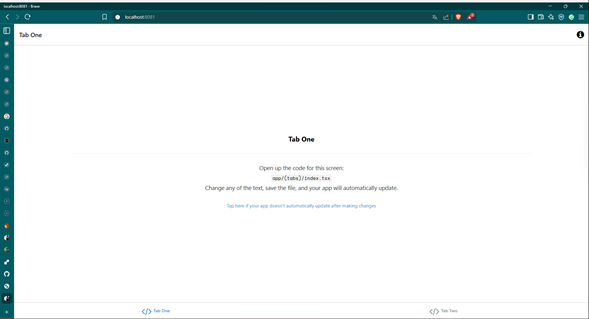 localhost:8081 - Brave
localhost:8081
Tab One
Tab One
Open up the code for this screen:
app/(tabs)/index.tsx
Change any of the text, save the file, and your app will automatically update.
Tap here if your app doesn't automatically update after making changes
Tab One
Tab Two